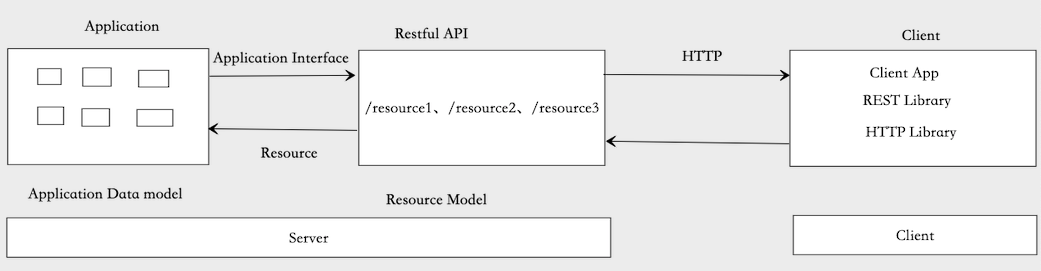 Application
Restful API
Client
Application Interface
HTTP
Client App
REST Library
HTTP Library
/resource1、/resource2、/resource3
Resource
Application Data model
Resource Model
Server
Client